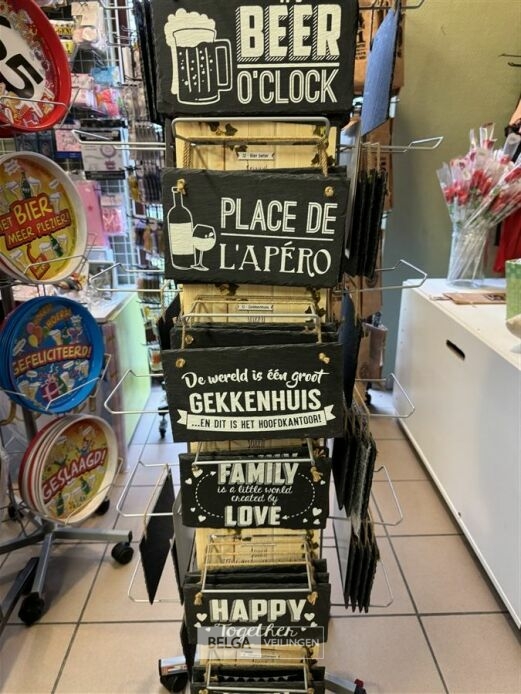 BEER
O'CLOCK
PLACE DE
L'APÉRO
De wereld is één groot
GEKKENHUIS
...EN DIT IS HET HOOFDKANTOOR!
FAMILY
is a little world
created by
LOVE
HAPPY
Together
BELGA VEILINGEN
BIER
MEER PLEZIER!
GEFELICITEERD!
GESLAAGD!